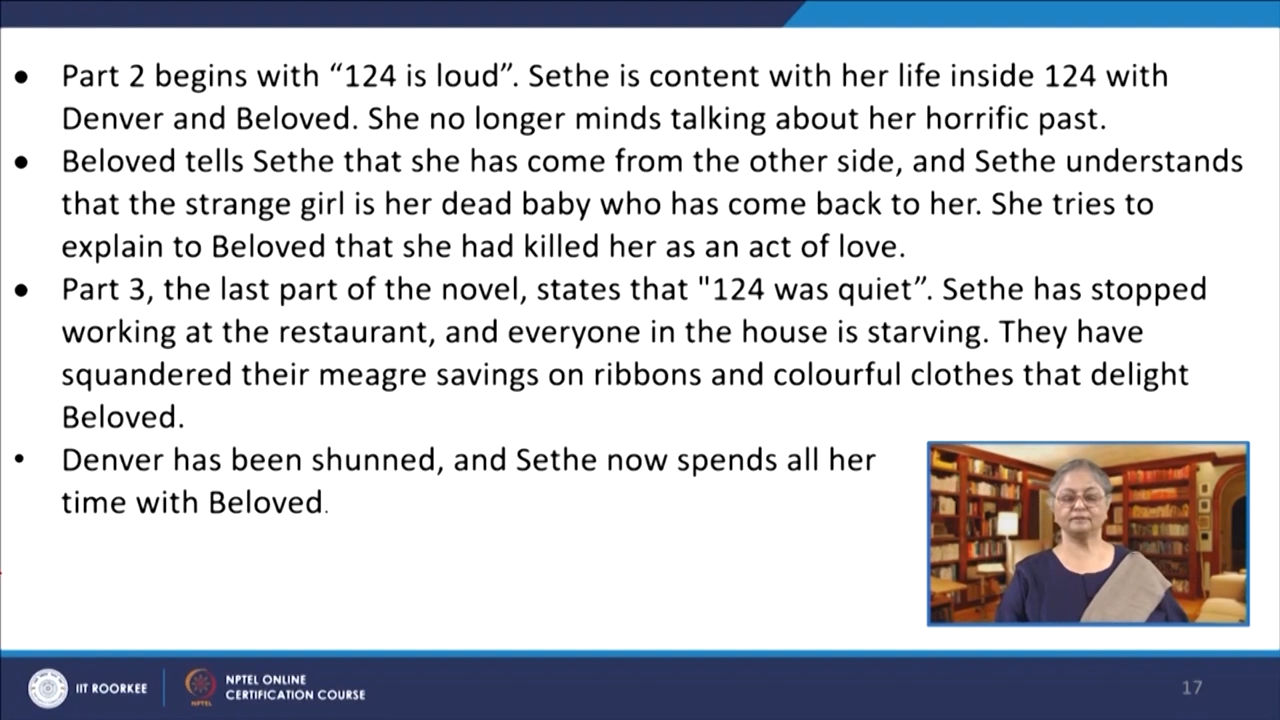 • Part 2 begins with “124 is loud”. Sethe is content with her life inside 124 with
Denver and Beloved. She no longer minds talking about her horrific past.
• Beloved tells Sethe that she has come from the other side, and Sethe understands
that the strange girl is her dead baby who has come back to her. She tries to
explain to Beloved that she had killed her as an act of love.
• Part 3, the last part of the novel, states that "124 was quiet”. Sethe has stopped
working at the restaurant, and everyone in the house is starving. They have
squandered their meagre savings on ribbons and colourful clothes that delight
Beloved.
• Denver has been shunned, and Sethe now spends all her
time with Beloved.
IIT ROORKEE
NPTEL
NPTEL ONLINE
CERTIFICATION COURSE
17